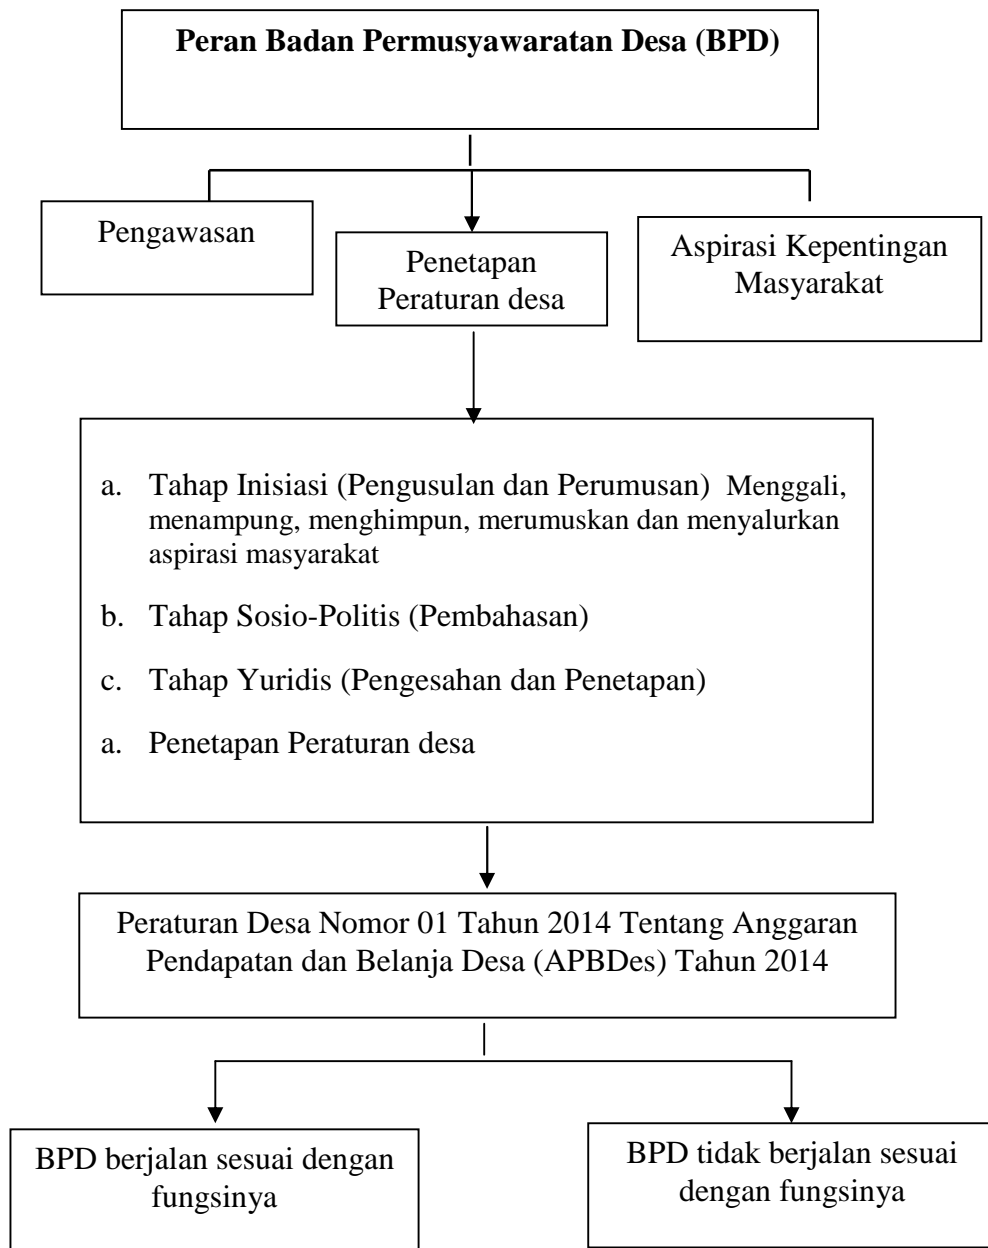 Peran Badan Permusyawaratan Desa (BPD)
Pengawasan
Penetapan
Peraturan desa
Aspirasi Kepentingan
Masyarakat
a. Tahap Inisiasi (Pengusulan dan Perumusan) Menggali,
menampung, menghimpun, merumuskan dan menyalurkan
aspirasi masyarakat
b. Tahap Sosio-Politis (Pembahasan)
c. Tahap Yuridis (Pengesahan dan Penetapan)
a. Penetapan Peraturan desa
Peraturan Desa Nomor 01 Tahun 2014 Tentang Anggaran
Pendapatan dan Belanja Desa (APBDes) Tahun 2014
BPD berjalan sesuai dengan
fungsinya
BPD tidak berjalan sesuai
dengan fungsinya